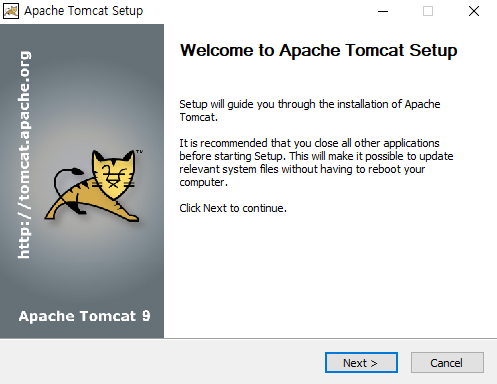 Apache Tomcat Setup
http://tomcat.apache.org
TM
Apache Tomcat 9
Welcome to Apache Tomcat Setup
Setup will guide you through the installation of Apache
Tomcat.
It is recommended that you close all other applications
before starting Setup. This will make it possible to update
relevant system files without having to reboot your
computer.
Click Next to continue.
Next >
Cancel